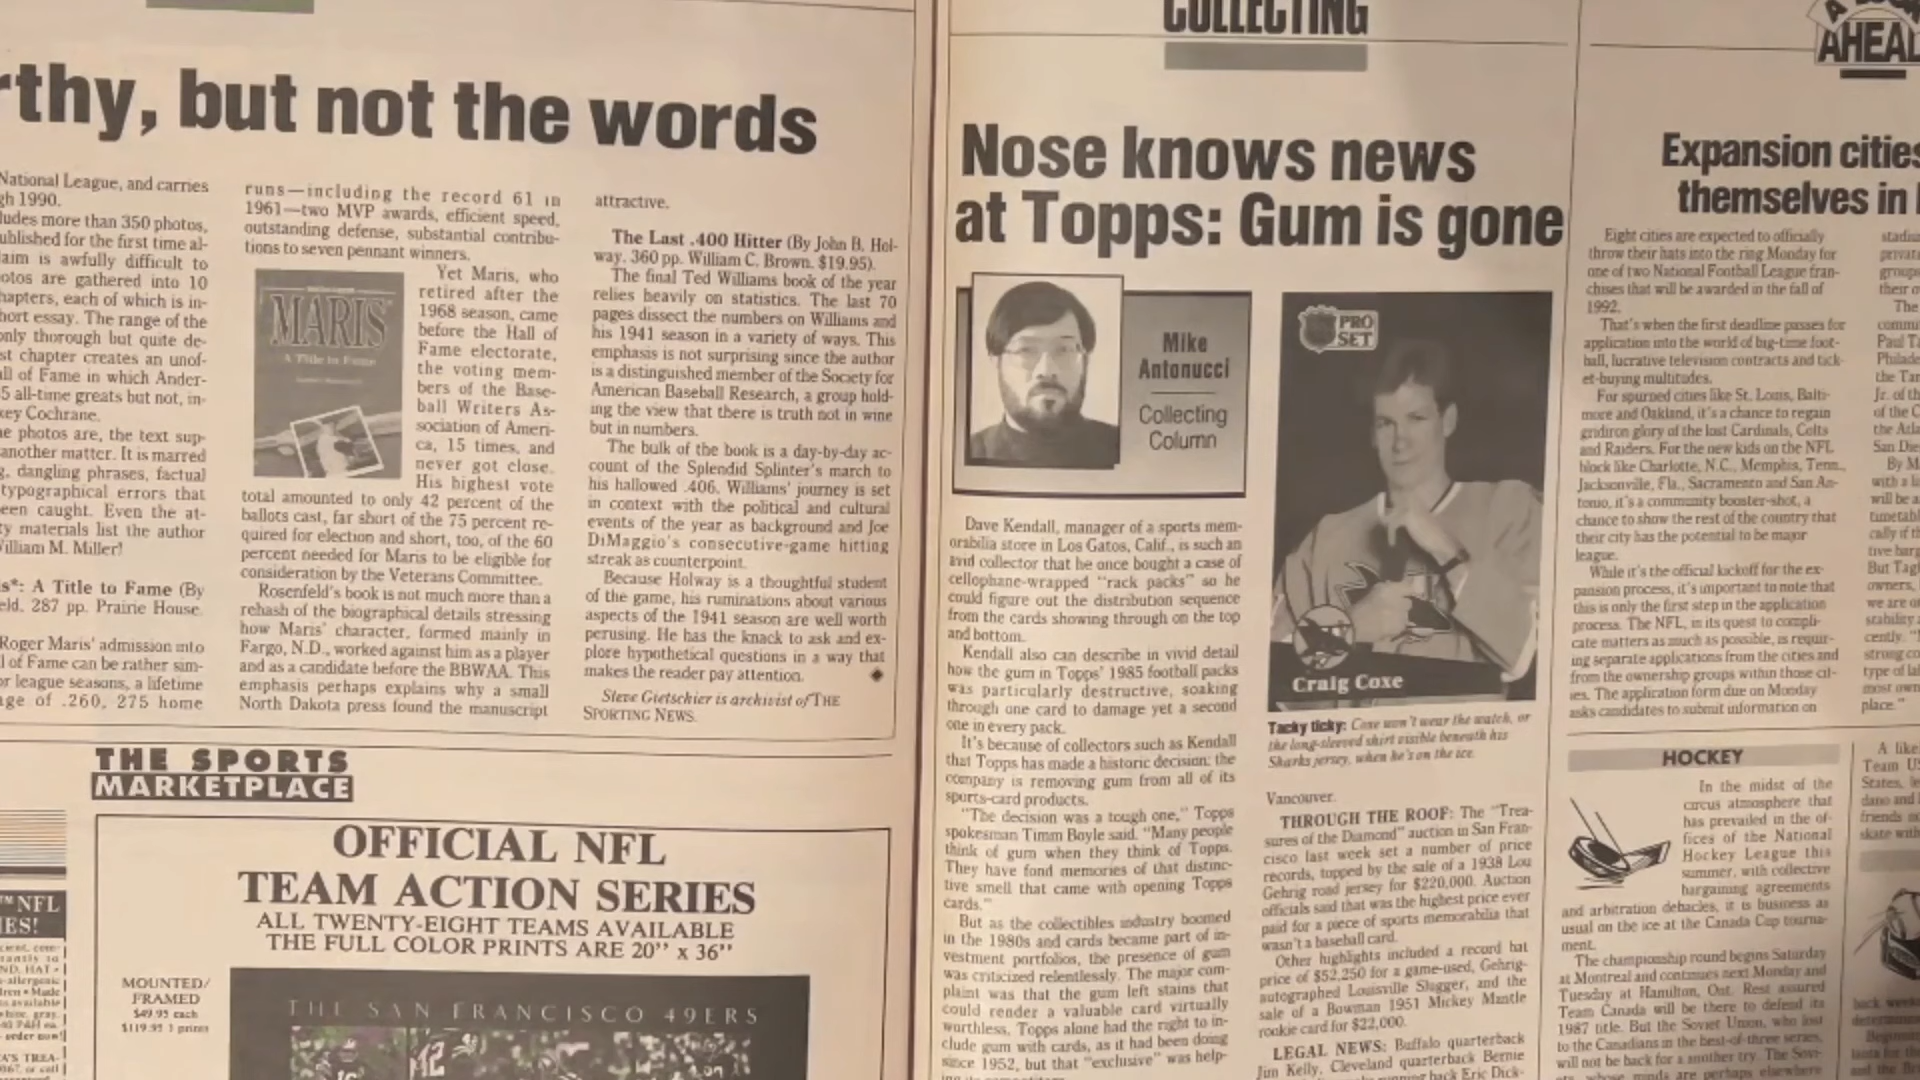 rthy, but not the words
National League, and carries
gh 1990.
ludes more than 350 photos,
ublished for the first time al-
aim is awfully difficult to
otos are gathered into 10
hapters, each of which is in-
hort essay. The range of the
only thorough but quite de-
st chapter creates an unof-
all of Fame in which Ander-
5 all-time greats but not, in-
key Cochrane.
e photos are, the text sup-
another matter. It is marred
g, dangling phrases, factual
typographical errors that
een caught. Even the at-
ty materials list the author
illiam M. Miller!
is*: A Title to Fame (By
eld. 287 pp. Prairie House.
Roger Maris' admission into
l of Fame can be rather sim-
or league seasons, a lifetime
age of .260, 275 home
runs—including the record 61 in
1961—two MVP awards, efficient speed,
outstanding defense, substantial contribu-
tions to seven pennant winners.
MARIS
A Title to Fame
Yet Maris, who
retired after the
1968 season, came
before the Hall of
Fame electorate,
the voting mem-
bers of the Base-
ball Writers As-
sociation of Ameri-
ca, 15 times, and
never got close.
His highest vote
total amounted to only 42 percent of the
ballots cast, far short of the 75 percent re-
quired for election and short, too, of the 60
percent needed for Maris to be eligible for
consideration by the Veterans Committee.
Rosenfeld's book is not much more than a
rehash of the biographical details stressing
how Maris' character, formed mainly in
Fargo, N.D., worked against him as a player
and as a candidate before the BBWAA. This
emphasis perhaps explains why a small
North Dakota press found the manuscript
attractive.
The Last .400 Hitter (By John B. Hol-
way. 360 pp. William C. Brown. $19.95).
The final Ted Williams book of the year
relies heavily on statistics. The last 70
pages dissect the numbers on Williams and
his 1941 season in a variety of ways. This
emphasis is not surprising since the author
is a distinguished member of the Society for
American Baseball Research, a group hold-
ing the view that there is truth not in wine
but in numbers.
The bulk of the book is a day-by-day ac-
count of the Splendid Splinter's march to
his hallowed .406. Williams' journey is set
in context with the political and cultural
events of the year as background and Joe
DiMaggio's consecutive-game hitting
streak as counterpoint.
Because Holway is a thoughtful student
of the game, his ruminations about various
aspects of the 1941 season are well worth
perusing. He has the knack to ask and ex-
plore hypothetical questions in a way that
makes the reader pay attention.
Steve Gietschier is archivist of THE
SPORTING NEWS.
THE SPORTS
MARKETPLACE
OFFICIAL NFL
TEAM ACTION SERIES
ALL TWENTY-EIGHT TEAMS AVAILABLE
THE FULL COLOR PRINTS ARE 20" x 36"
MOUNTED/
FRAMED
$49.95 each
$119.95 3 prints
THE SAN FRANCISCO 49ERS
™ NFL
IES!
COLLECTING
Nose knows news
at Topps: Gum is gone
Mike
Antonucci
Collecting
Column
Dave Kendall, manager of a sports mem-
orabilia store in Los Gatos, Calif., is such an
avid collector that he once bought a case of
cellophane-wrapped "rack packs" so he
could figure out the distribution sequence
from the cards showing through on the top
and bottom.
Kendall also can describe in vivid detail
how the gum in Topps' 1985 football packs
was particularly destructive, soaking
through one card to damage yet a second
one in every pack.
It's because of collectors such as Kendall
that Topps has made a historic decision: the
company is removing gum from all of its
sports-card products.
"The decision was a tough one," Topps
spokesman Timm Boyle said. "Many people
think of gum when they think of Topps.
They have fond memories of that distinc-
tive smell that came with opening Topps
cards."
But as the collectibles industry boomed
in the 1980s and cards became part of in-
vestment portfolios, the presence of gum
was criticized relentlessly. The major com-
plaint was that the gum left stains that
could render a valuable card virtually
worthless. Topps alone had the right to in-
clude gum with cards, as it had been doing
since 1952, but that "exclusive" was help-
PRO
SET
Craig Coxe
Tacky ticky: Coxe won't wear the watch, or
the long-sleeved shirt visible beneath his
Sharks jersey, when he's on the ice.
Vancouver.
THROUGH THE ROOF: The "Trea-
sures of the Diamond" auction in San Fran-
cisco last week set a number of price
records, topped by the sale of a 1938 Lou
Gehrig road jersey for $220,000. Auction
officials said that was the highest price ever
paid for a piece of sports memorabilia that
wasn't a baseball card.
Other highlights included a record bat
price of $52,250 for a game-used, Gehrig-
autographed Louisville Slugger, and the
sale of a Bowman 1951 Mickey Mantle
rookie card for $22,000.
LEGAL NEWS: Buffalo quarterback
Jim Kelly, Cleveland quarterback Bernie
back Eric Dick-
A LOOK
AHEAD
Expansion cities
themselves in
Eight cities are expected to officially
throw their hats into the ring Monday for
one of two National Football League fran-
chises that will be awarded in the fall of
1992.
That's when the first deadline passes for
application into the world of big-time foot-
ball, lucrative television contracts and tick-
et-buying multitudes.
For spurned cities like St. Louis, Balti-
more and Oakland, it's a chance to regain
gridiron glory of the lost Cardinals, Colts
and Raiders. For the new kids on the NFL
block like Charlotte, N.C., Memphis, Tenn.,
Jacksonville, Fla., Sacramento and San An-
tonio, it's a community booster-shot, a
chance to show the rest of the country that
their city has the potential to be major
league.
While it's the official kickoff for the ex-
pansion process, it's important to note that
this is only the first step in the application
process. The NFL, in its quest to compli-
cate matters as much as possible, is requir-
ing separate applications from the cities and
from the ownership groups within those cit-
ies. The application form due on Monday
asks candidates to submit information on
HOCKEY
In the midst of the
circus atmosphere that
has prevailed in the of-
fices of the National
Hockey League this
summer, with collective
bargaining agreements
and arbitration debacles, it is business as
usual on the ice at the Canada Cup tourna-
ment.
The championship round begins Saturday
at Montreal and continues next Monday and
Tuesday at Hamilton, Ont. Rest assured
Team Canada will be there to defend its
1987 title. But the Soviet Union, who lost
to the Canadians in the best-of-three series,
will not be back for a another try. The Sovi-